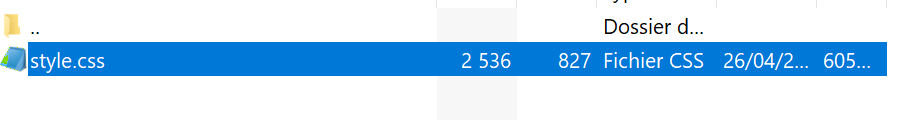 ..
Dossier d...
style.css 2 536 827 Fichier CSS 26/04/2... 605...